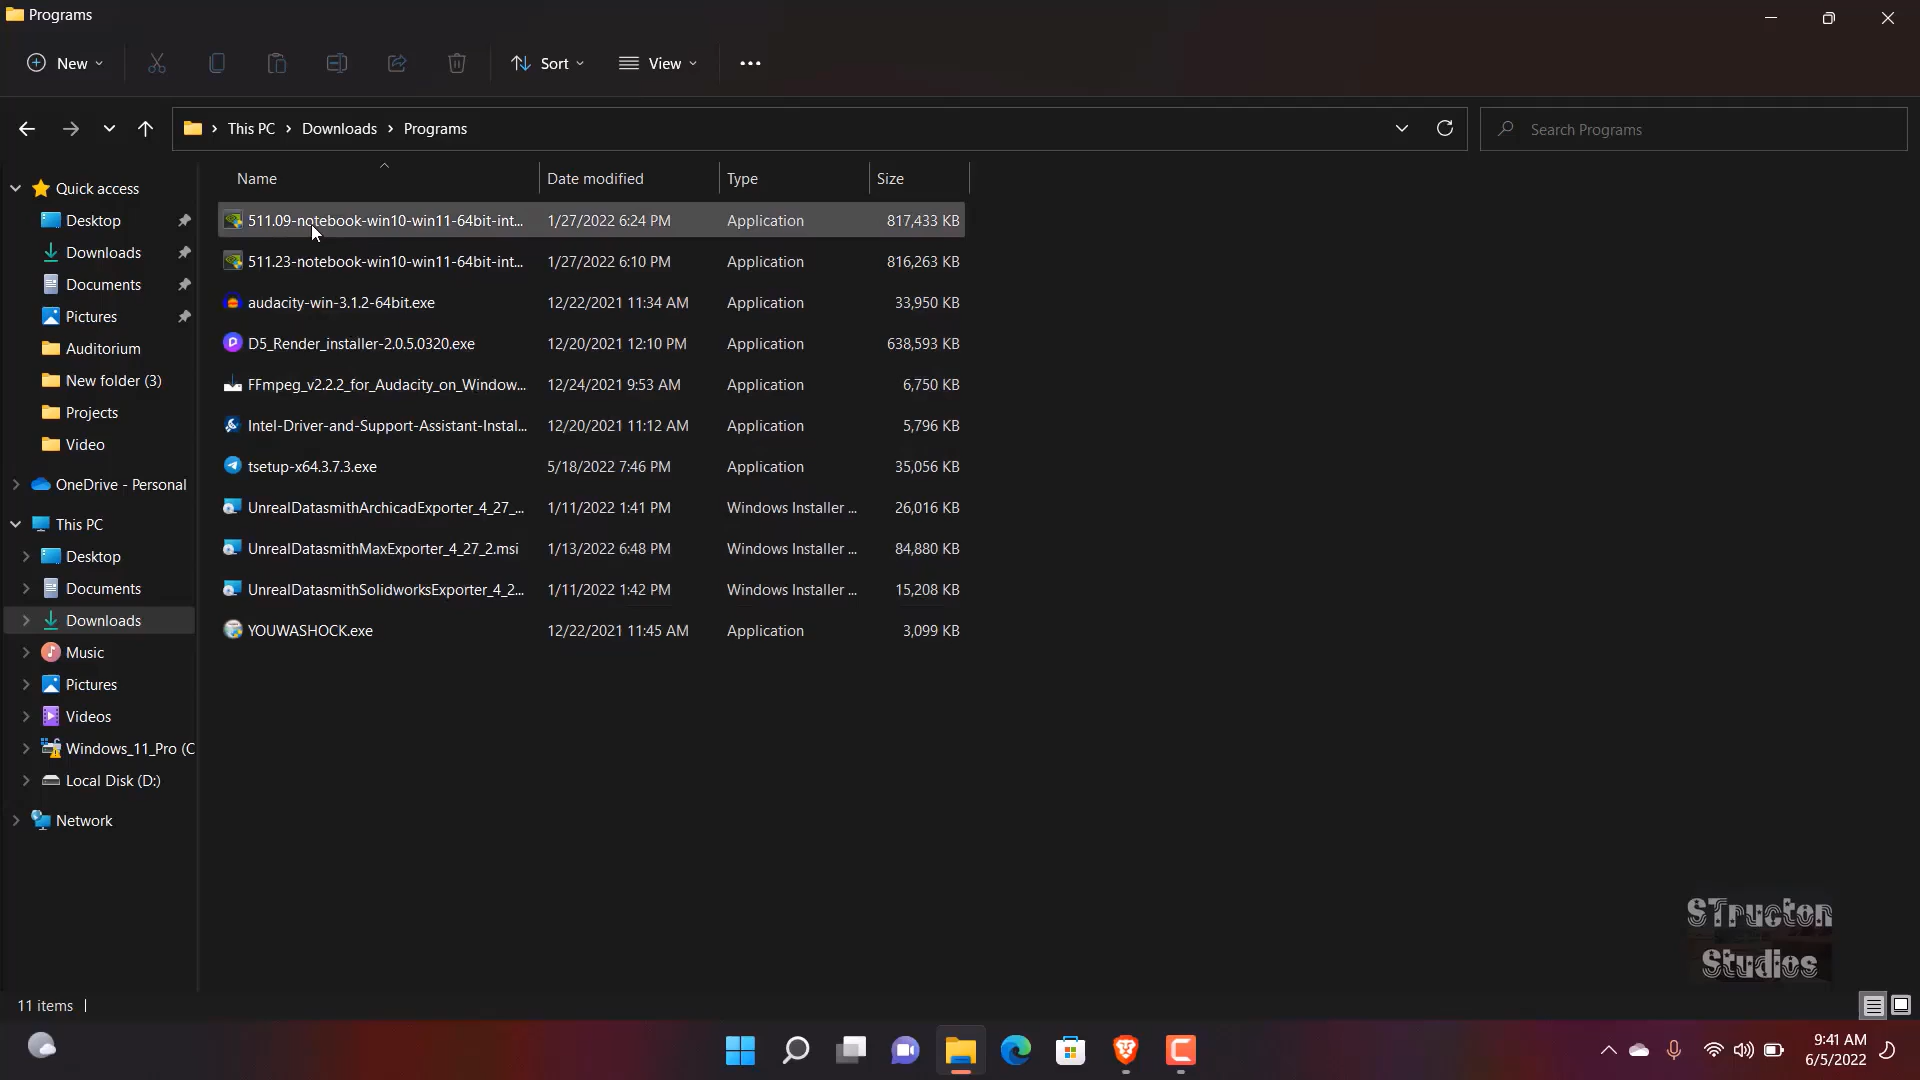 Programs
New
Sort
View
This PC
Downloads
Programs
Search Programs
Name
Date modified
Type
Size
Quick access
Desktop
Downloads
Documents
Pictures
Auditorium
New folder (3)
Projects
Video
OneDrive - Personal
This PC
Desktop
Documents
Downloads
Music
Pictures
Videos
Windows_11_Pro (C
Local Disk (D:)
Network
511.09-notebook-win10-win11-64bit-int... 1/27/2022 6:24 PM Application 817,433 KB
511.23-notebook-win10-win11-64bit-int... 1/27/2022 6:10 PM Application 816,263 KB
audacity-win-3.1.2-64bit.exe 12/22/2021 11:34 AM Application 33,950 KB
D5_Render_installer-2.0.5.0320.exe 12/20/2021 12:10 PM Application 638,593 KB
FFmpeg_v2.2.2_for_Audacity_on_Window... 12/24/2021 9:53 AM Application 6,750 KB
Intel-Driver-and-Support-Assistant-Instal... 12/20/2021 11:12 AM Application 5,796 KB
tsetup-x64.3.7.3.exe 5/18/2022 7:46 PM Application 35,056 KB
UnrealDatasmithArchicadExporter_4_27_... 1/11/2022 1:41 PM Windows Installer ... 26,016 KB
UnrealDatasmithMaxExporter_4_27_2.msi 1/13/2022 6:48 PM Windows Installer ... 84,880 KB
UnrealDatasmithSolidworksExporter_4_2... 1/11/2022 1:42 PM Windows Installer ... 15,208 KB
YOUWASHOCK.exe 12/22/2021 11:45 AM Application 3,099 KB
STructon
Studios
11 items
9:41 AM
6/5/2022